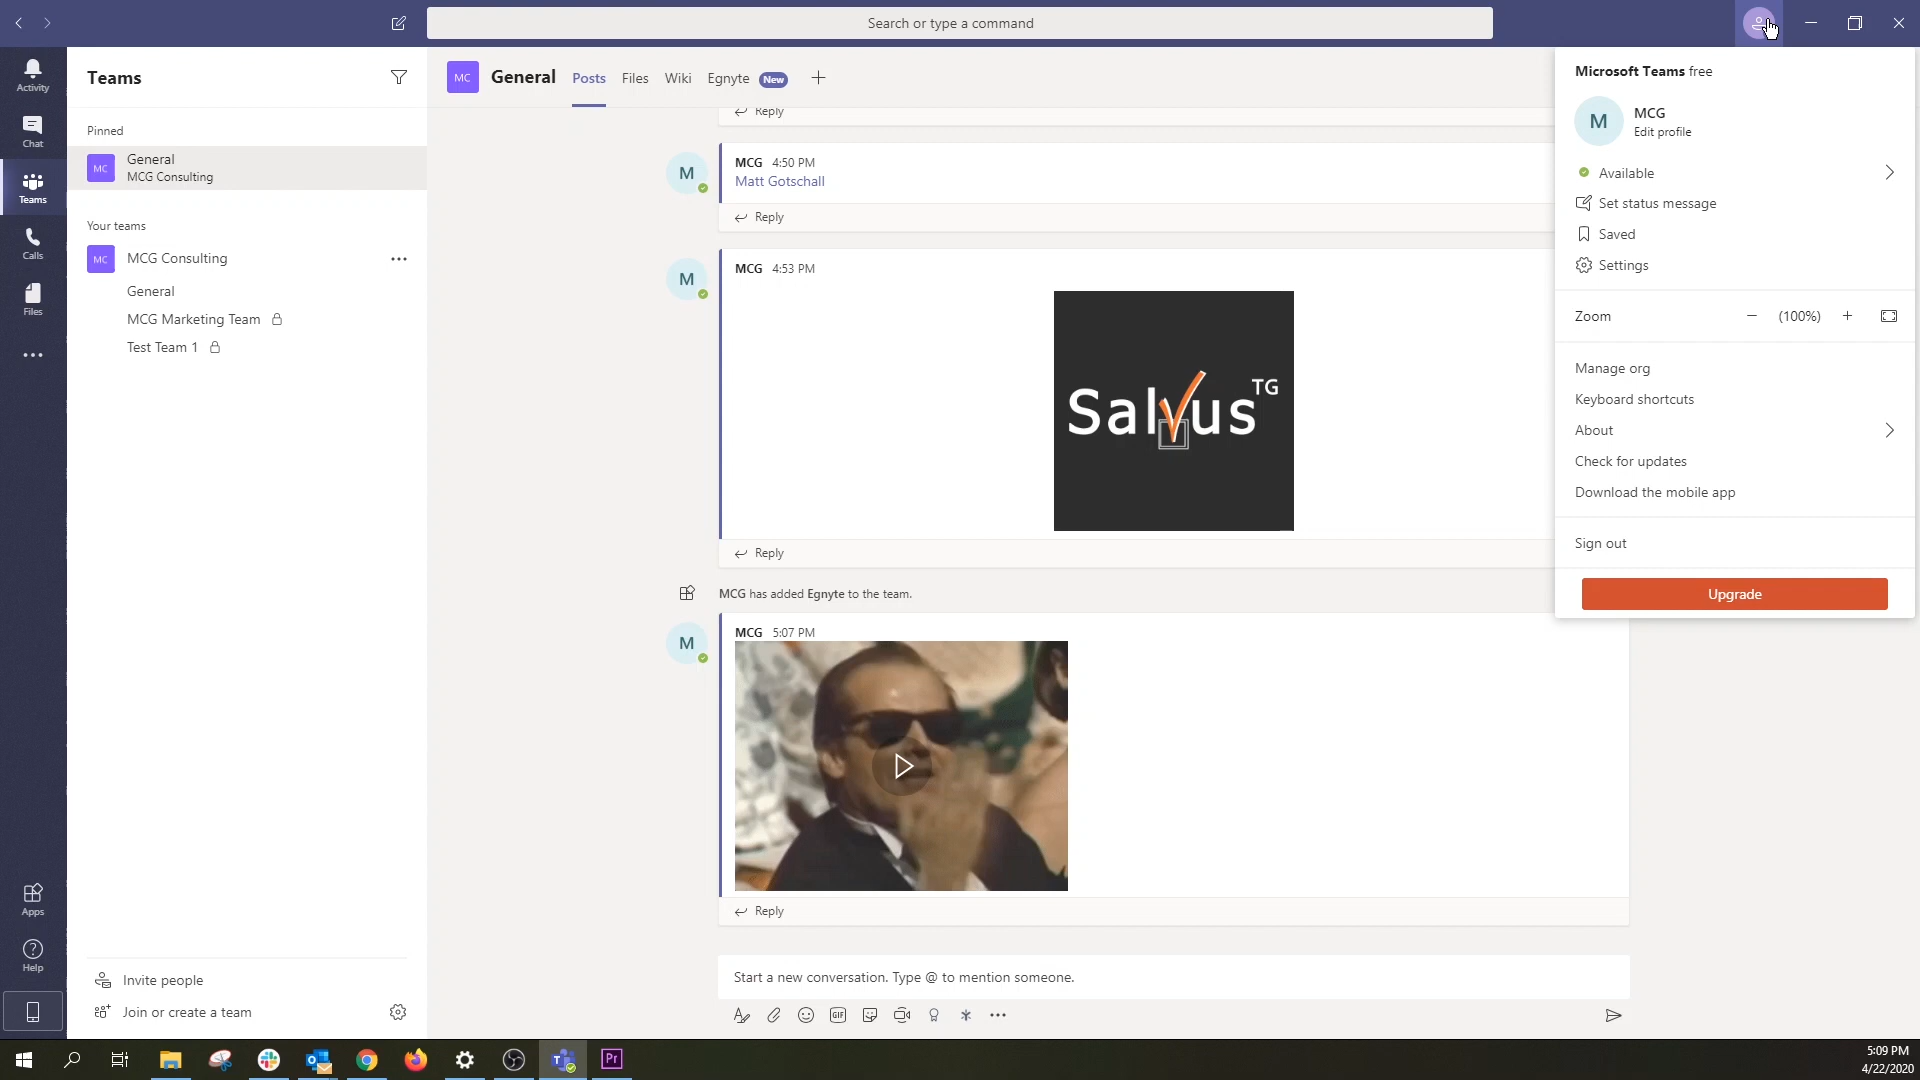 Search or type a command
Activity
Chat
Teams
Calls
Files
Apps
Help
Teams
Pinned
MC
General
MCG Consulting
Your teams
MC
MCG Consulting
General
MCG Marketing Team
Test Team 1
Invite people
Join or create a team
MC
General
Posts
Files
Wiki
Egnyte
New
Reply
M
MCG 4:50 PM
Matt Gotschall
Reply
M
MCG 4:53 PM
Salvus TG
Reply
MCG has added Egnyte to the team.
M
MCG 5:07 PM
Reply
Start a new conversation. Type @ to mention someone.
GIF
Microsoft Teams free
M
MCG
Edit profile
Available
Set status message
Saved
Settings
Zoom
(100%)
Manage org
Keyboard shortcuts
About
Check for updates
Download the mobile app
Sign out
Upgrade
Pr
5:09 PM
4/22/2020